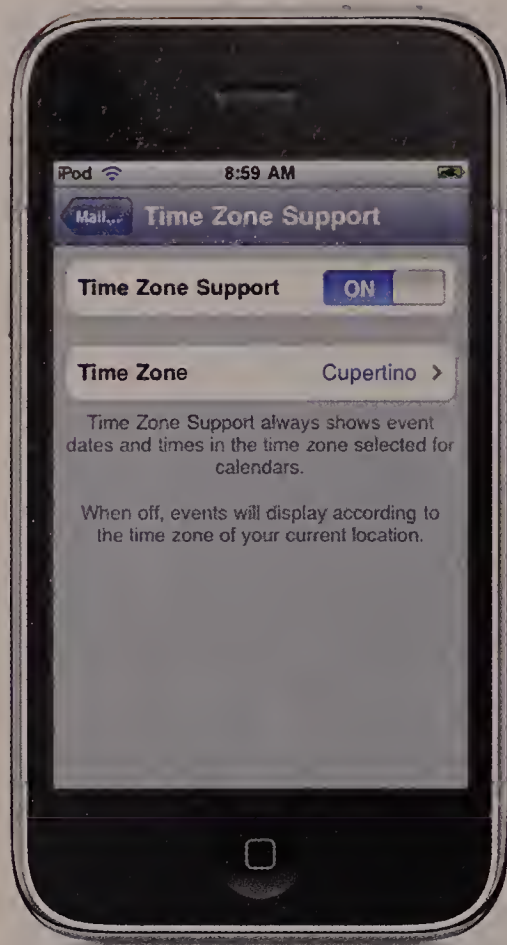 iPod 8:59 AM
Mail... Time Zone Support
Time Zone Support ON
Time Zone Cupertino >
Time Zone Support always shows event
dates and times in the time zone selected for
calendars.
When off, events will display according to
the time zone of your current location.